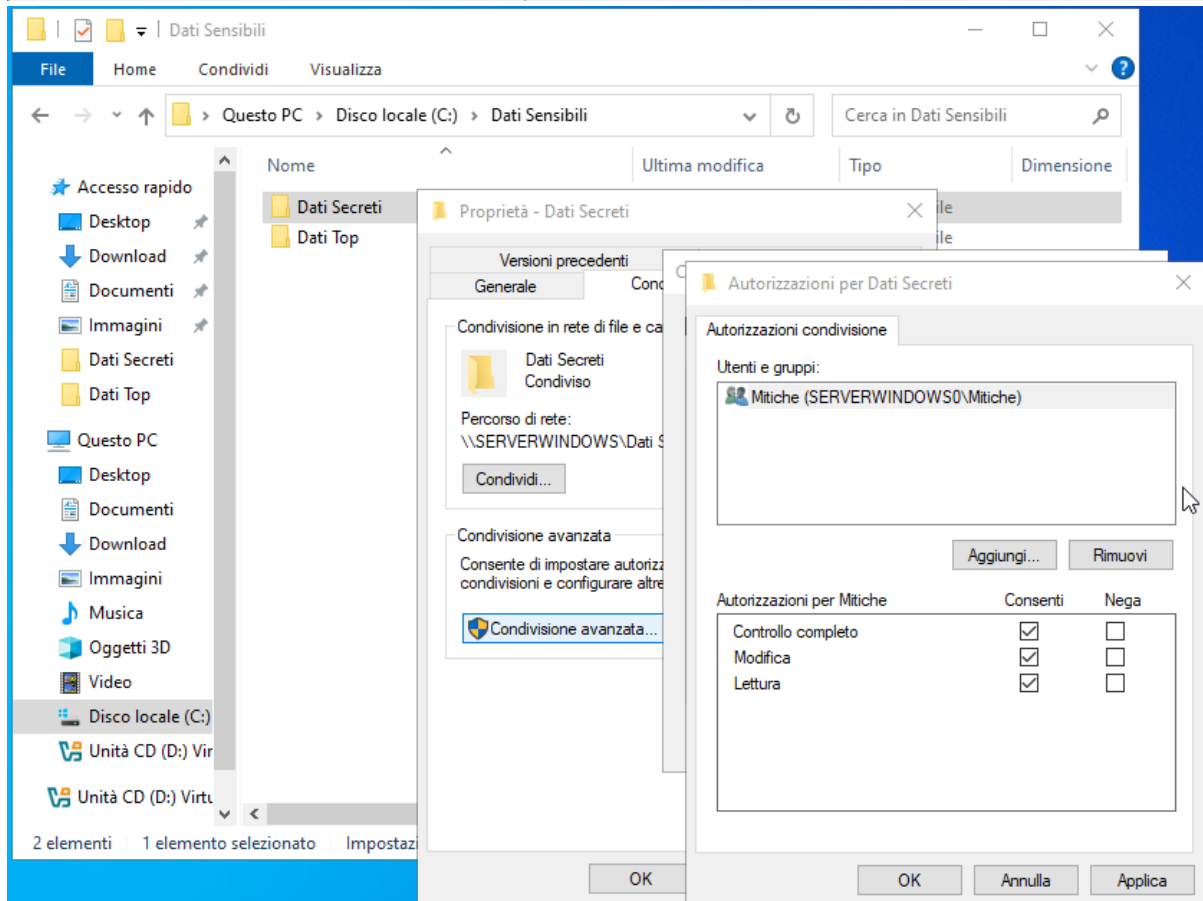 Dati Sensibili
File Home Condividi Visualizza
Questo PC > Disco locale (C:) > Dati Sensibili
Cerca in Dati Sensibili
Nome Ultima modifica Tipo Dimensione
Accesso rapido
Desktop
Download
Documenti
Immagini
Dati Secreti
Dati Top
Questo PC
Desktop
Documenti
Download
Immagini
Musica
Oggetti 3D
Video
Disco locale (C:)
Unità CD (D:) Vir
Unità CD (D:) Virtu
Dati Secreti
Dati Top
ile
ile
2 elementi 1 elemento selezionato Impostazi
Proprietà - Dati Secreti
Versioni precedenti
Generale Cond
Condivisione in rete di file e ca
Dati Secreti
Condiviso
Percorso di rete:
\\SERVERWINDOWS\Dati S
Condividi...
Condivisione avanzata
Consente di impostare autorizz
condivisioni e configurare altre
Condivisione avanzata...
OK
Autorizzazioni per Dati Secreti
Autorizzazioni condivisione
Utenti e gruppi:
Mitiche (SERVERWINDOWS0\Mitiche)
Aggiungi... Rimuovi
Autorizzazioni per Mitiche Consenti Nega
Controllo completo
Modifica
Lettura
OK Annulla Applica